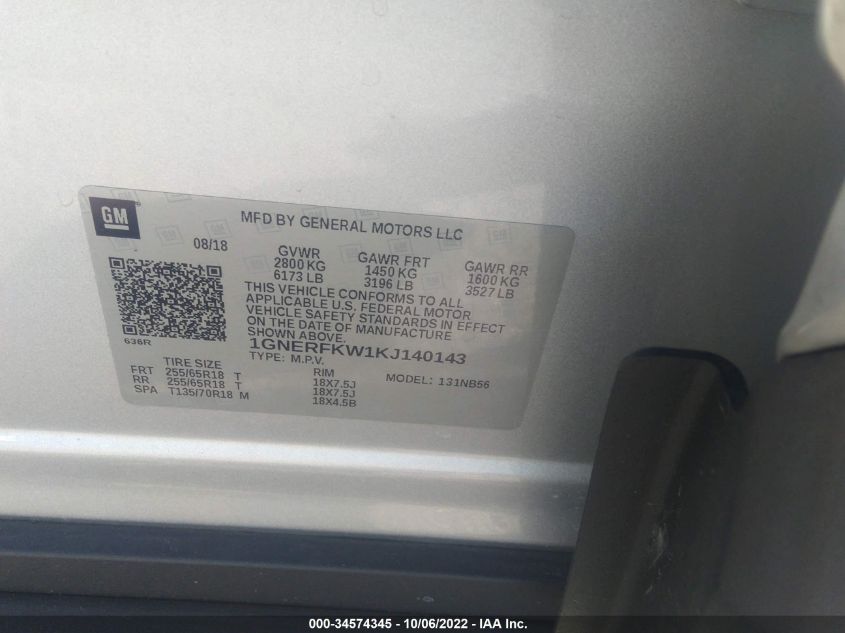 GM
MFD BY GENERAL MOTORS LLC
08/18
GVWR GAWR FRT GAWR RR
2800 KG 1450 KG 1600 KG
6173 LB 3196 LB 3527 LB
THIS VEHICLE CONFORMS TO ALL
APPLICABLE U.S. FEDERAL MOTOR
VEHICLE SAFETY STANDARDS IN EFFECT
ON THE DATE OF MANUFACTURE
SHOWN ABOVE.
636R
1GNERFKW1KJ140143
TYPE: M.P.V.
MODEL: 131NB56
TIRE SIZE RIM
FRT 255/65R18 T 18X7.5J
RR 255/65R18 T 18X7.5J
SPA T135/70R18 M 18X4.5B
000-34574345 - 10/06/2022 - IAA Inc.